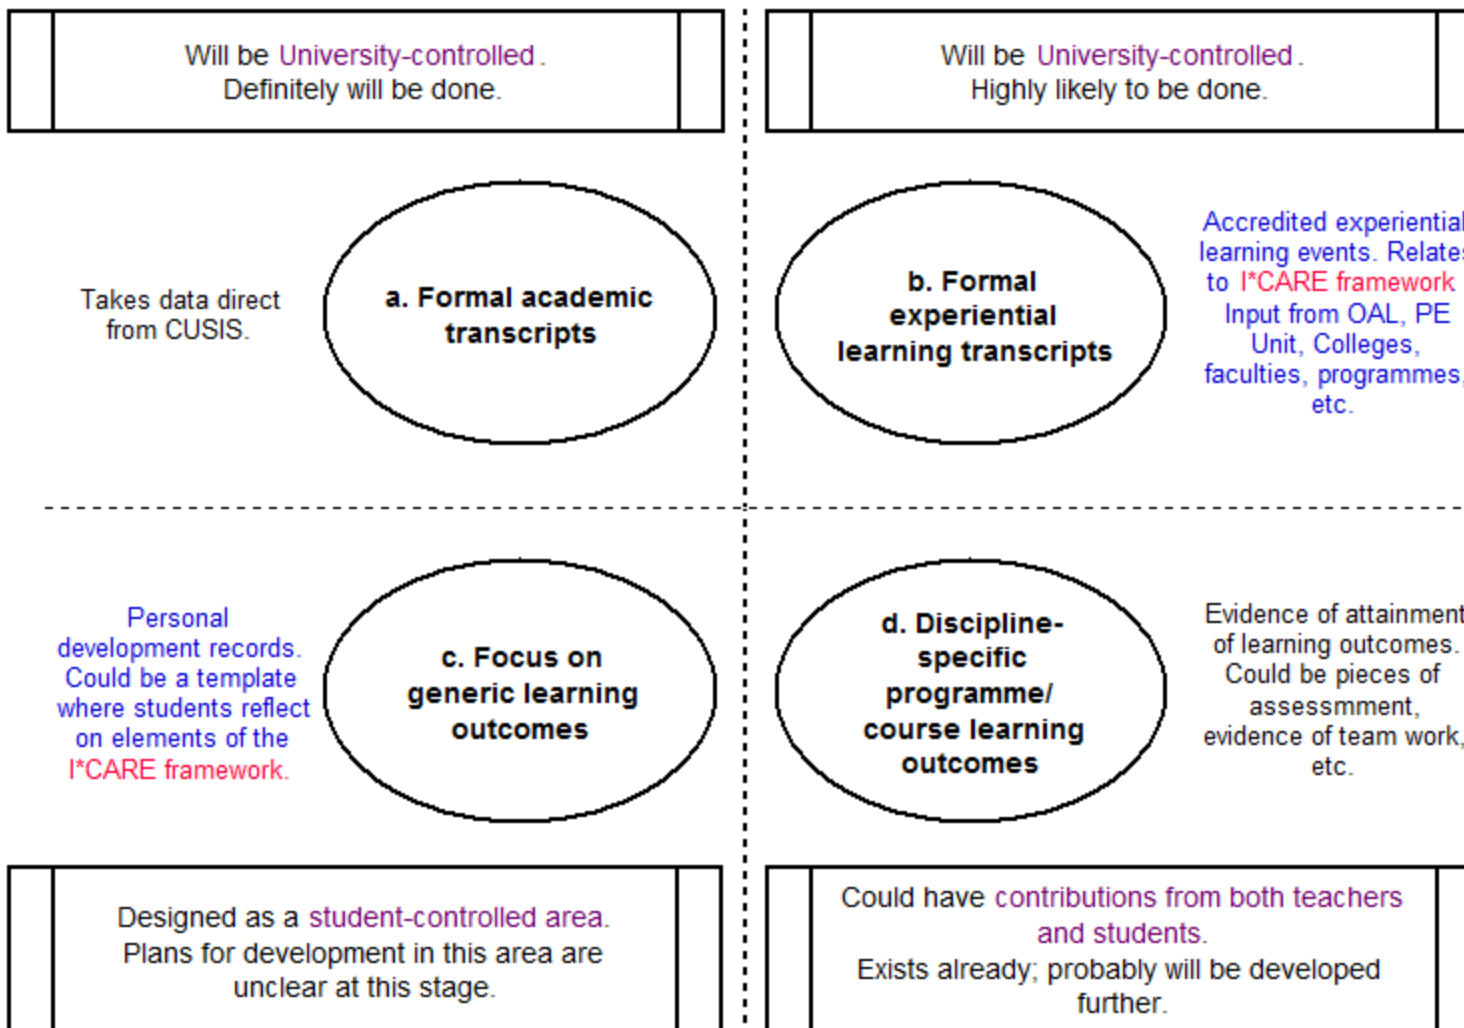 Will be University-controlled.
Definitely will be done.
Will be University-controlled.
Highly likely to be done.
Takes data direct
from CUSIS.
a. Formal academic
transcripts
b. Formal
experiential
learning transcripts
Accredited experiential
learning events. Relates
to I*CARE framework
Input from OAL, PE
Unit, Colleges,
faculties, programmes,
etc.
Personal
development records.
Could be a template
where students reflect
on elements of the
I*CARE framework.
c. Focus on
generic learning
outcomes
d. Discipline-
specific
programme/
course learning
outcomes
Evidence of attainment
of learning outcomes.
Could be pieces of
assessmment,
evidence of team work,
etc.
Designed as a student-controlled area.
Plans for development in this area are
unclear at this stage.
Could have contributions from both teachers
and students.
Exists already; probably will be developed
further.